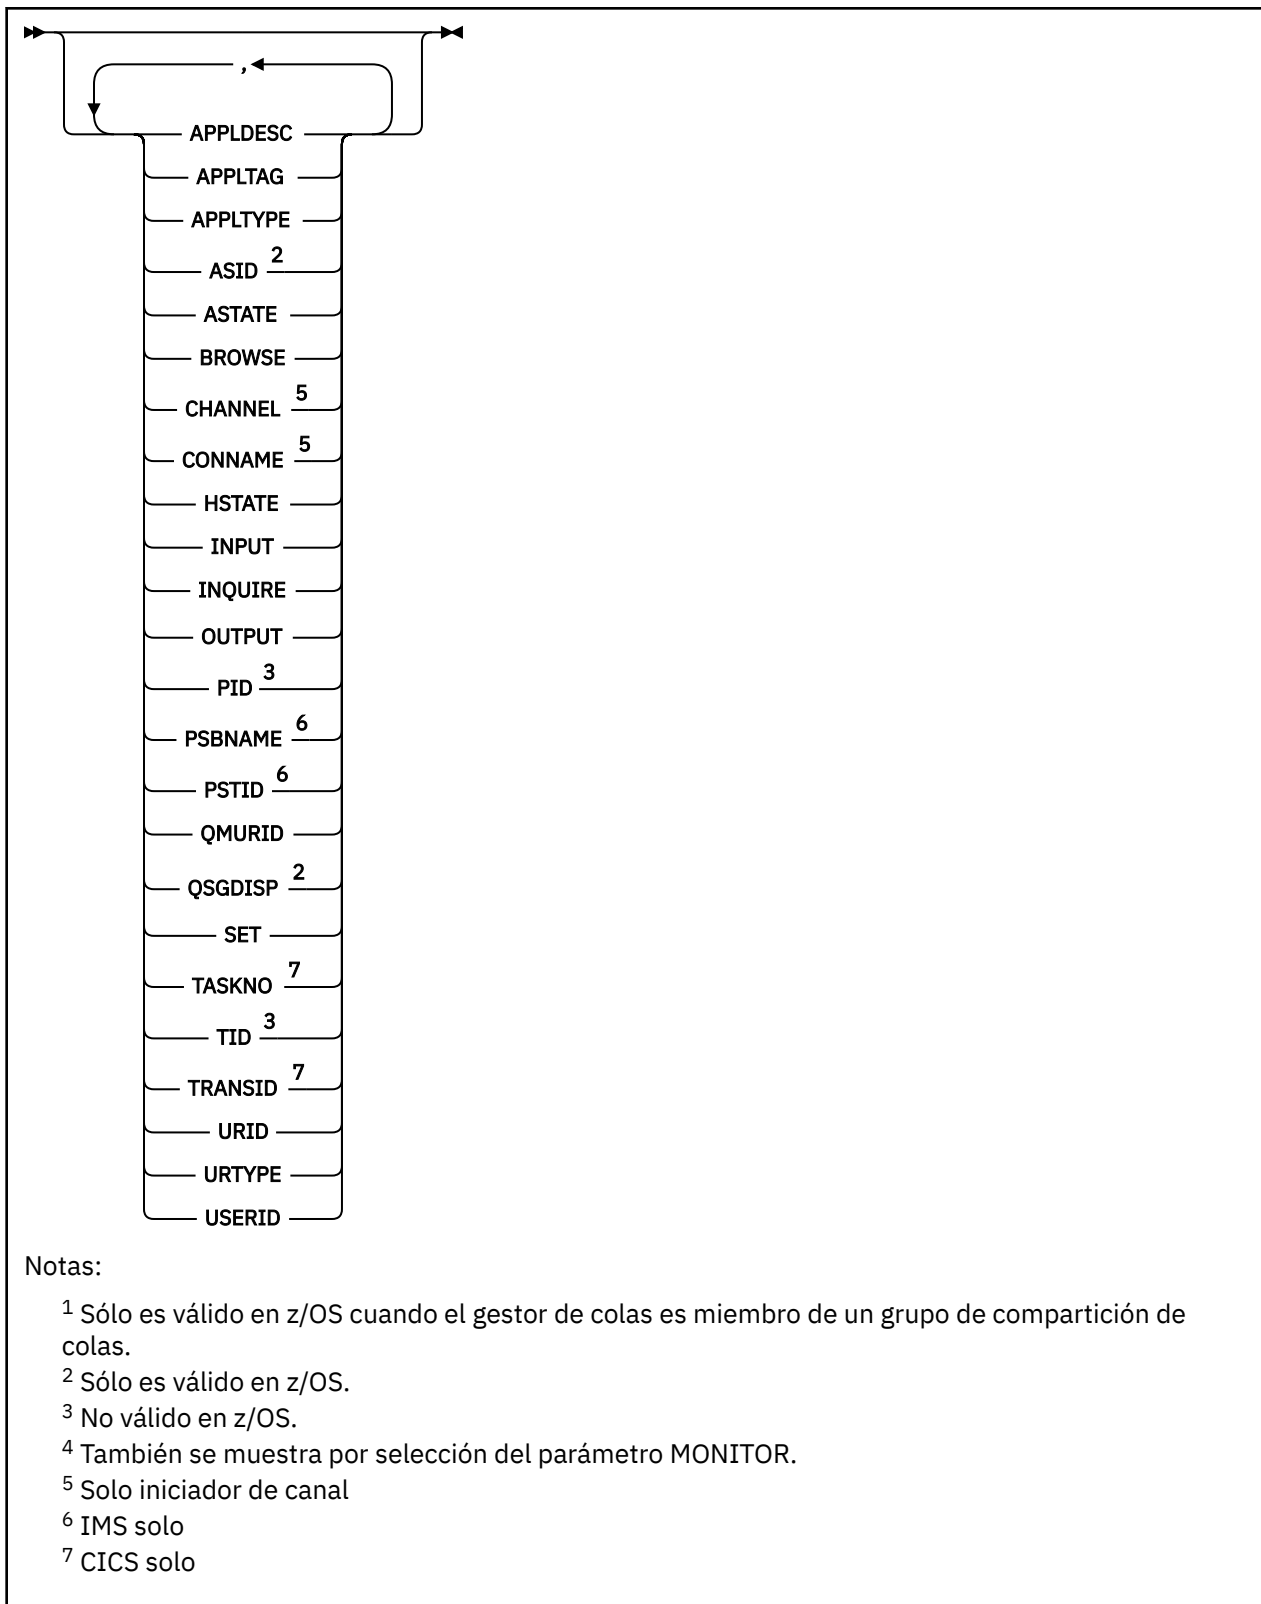 ,
APPLDESC
APPLTAG
APPLTYPE
ASID 2
ASTATE
BROWSE
CHANNEL 5
CONNAME 5
HSTATE
INPUT
INQUIRE
OUTPUT
PID 3
PSBNAME 6
PSTID 6
QMURID
QSGDISP 2
SET
TASKNO 7
TID 3
TRANSID 7
URID
URTYPE
USERID
Notas:
1 Sólo es válido en z/OS cuando el gestor de colas es miembro de un grupo de compartición de
colas.
2 Sólo es válido en z/OS.
3 No válido en z/OS.
4 También se muestra por selección del parámetro MONITOR.
5 Solo iniciador de canal
6 IMS solo
7 CICS solo